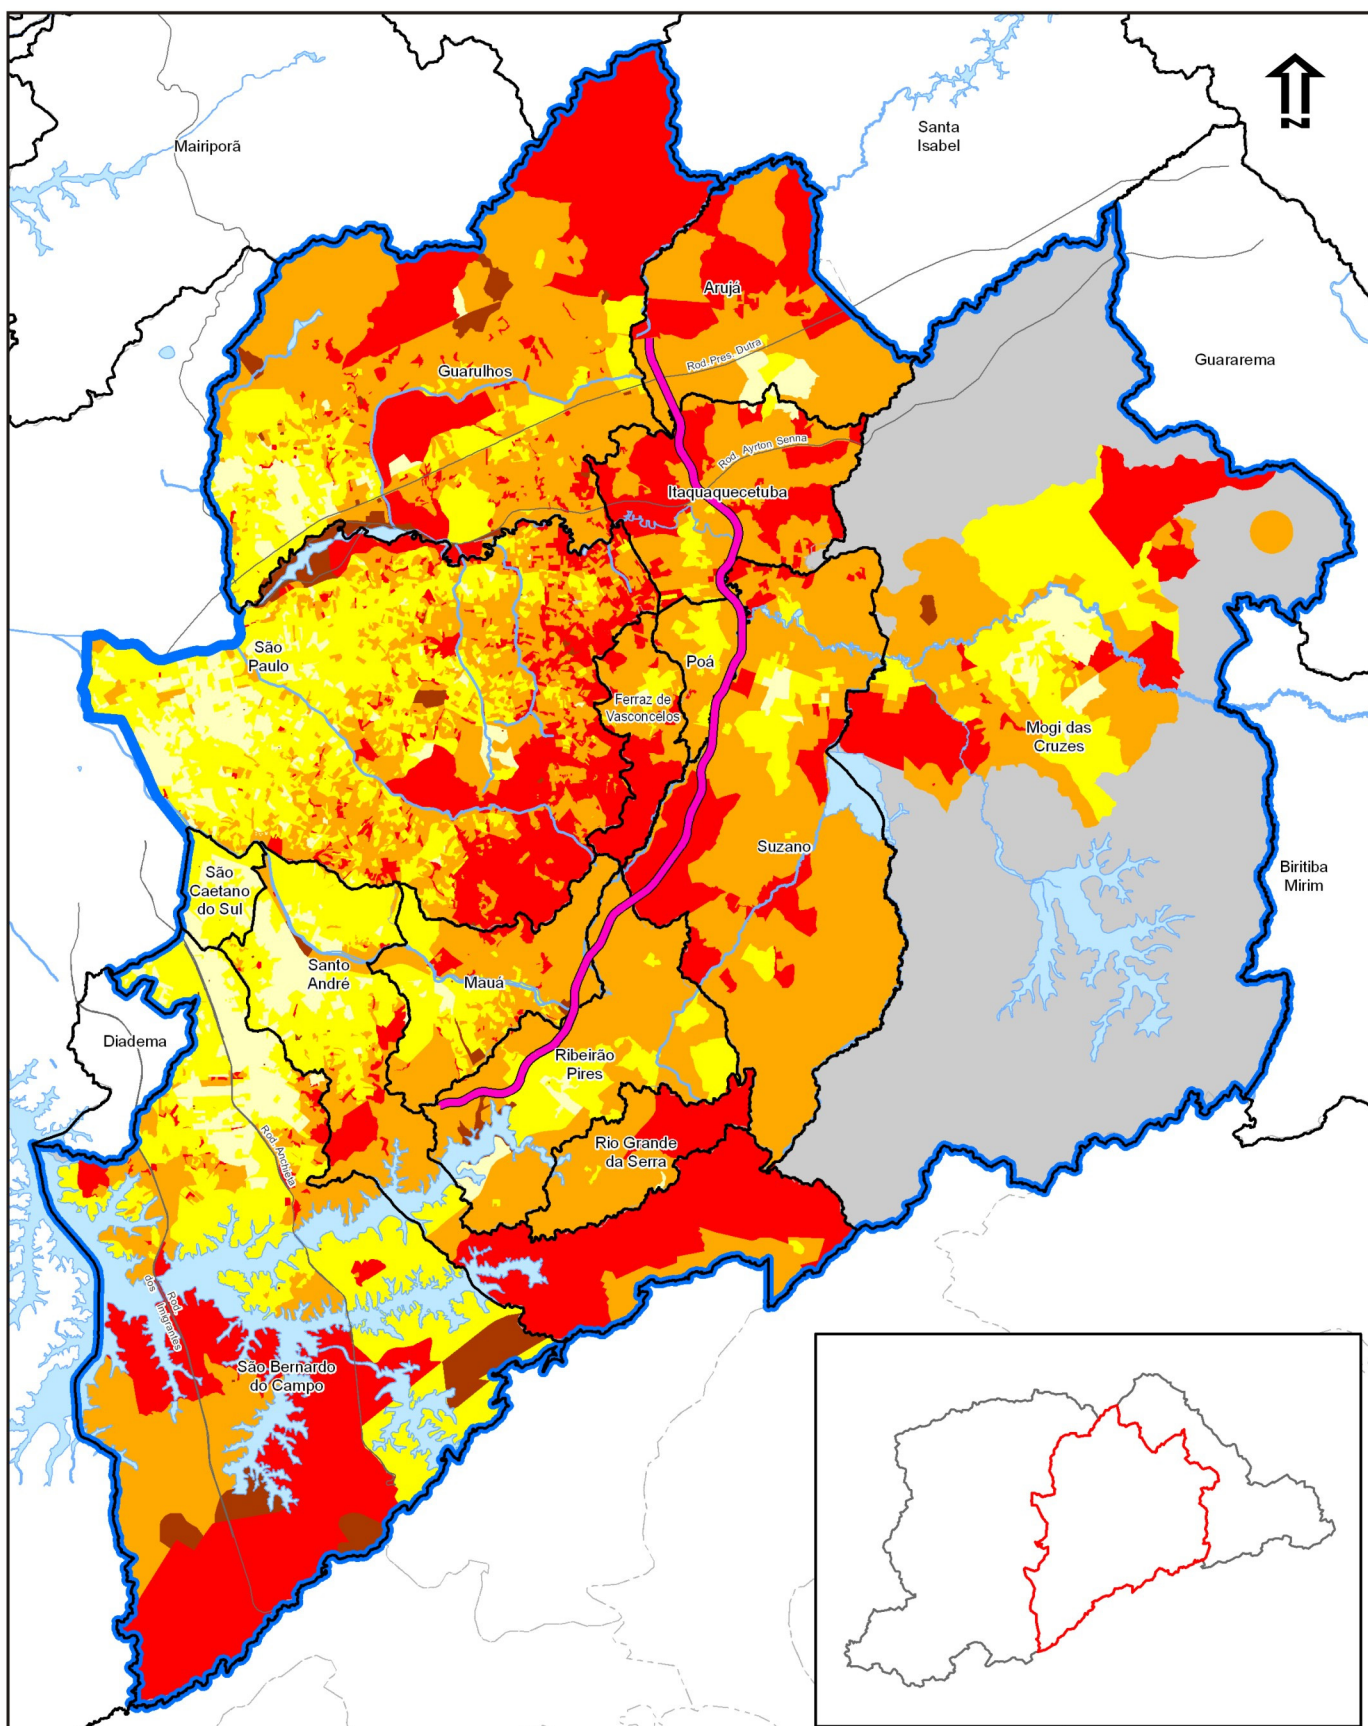 Mairiporã
Santa
Isabel
N
Arujá
Guararema
Guarulhos
Rod. Pres. Dutra
Rod. Ayrton Senna
Itaquaquecetuba
São
Paulo
Poá
Ferraz de
Vasconcelos
Mogi das
Cruzes
Suzano
São
Caetano
do Sul
Biritiba
Mirim
Santo
André
Mauá
Diadema
Ribeirão
Pires
Rod. Anchieta
Rio Grande
da Serra
Rod.
dos Imigrantes
São Bernardo
do Campo